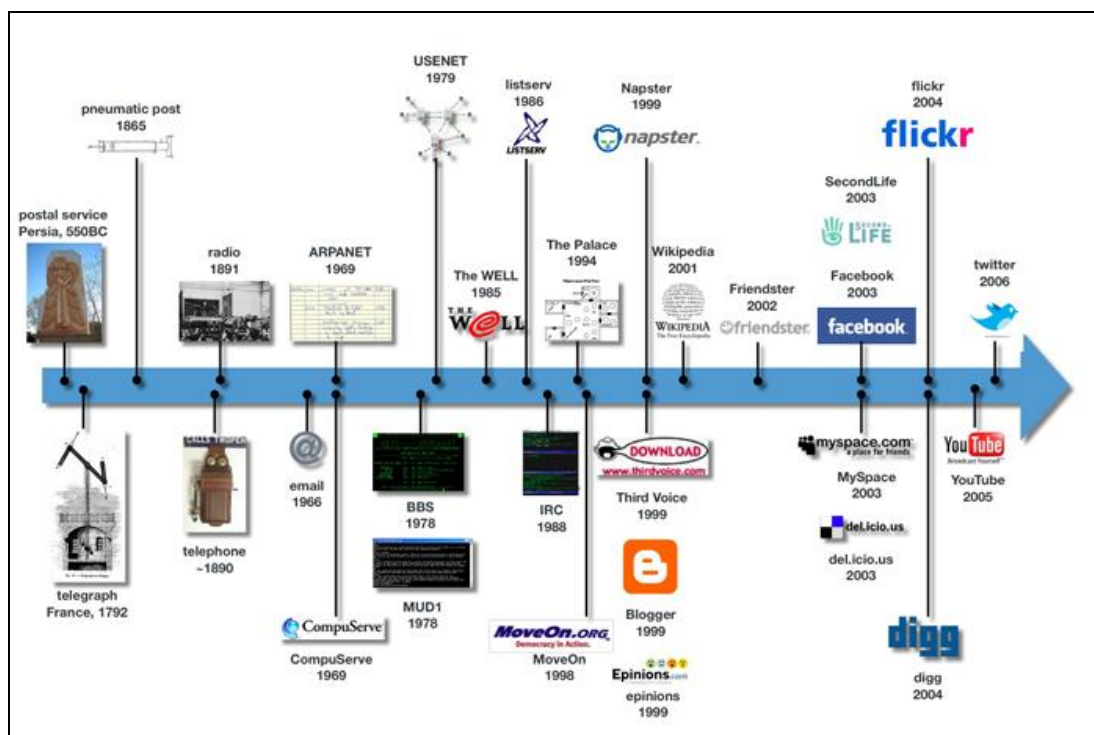 USENET
1979
listserv
1986
LISTSERV
Napster
1999
napster.
flickr
2004
flickr
pneumatic post
1865
SecondLife
2003
SECOND
LIFE
postal service
Persia, 550BC
radio
1891
ARPANET
1969
The WELL
1985
THE
WELL
The Palace
1994
Wikipedia
2001
WIKIPEDIA
The Free Encyclopedia
Friendster
2002
friendster.
Facebook
2003
facebook.
twitter
2006
telegraph
France, 1792
telephone
~1890
@
email
1966
CompuServe
CompuServe
1969
BBS
1978
MUD1
1978
IRC
1988
MoveOn.ORG
Democracy in Action.
MoveOn
1998
DOWNLOAD
www.thirdvoice.com
Third Voice
1999
Blogger
1999
Epinions.com
epinions
1999
myspace.com
a place for friends
MySpace
2003
del.icio.us
del.icio.us
2003
digg
digg
2004
YouTube
Broadcast Yourself
YouTube
2005